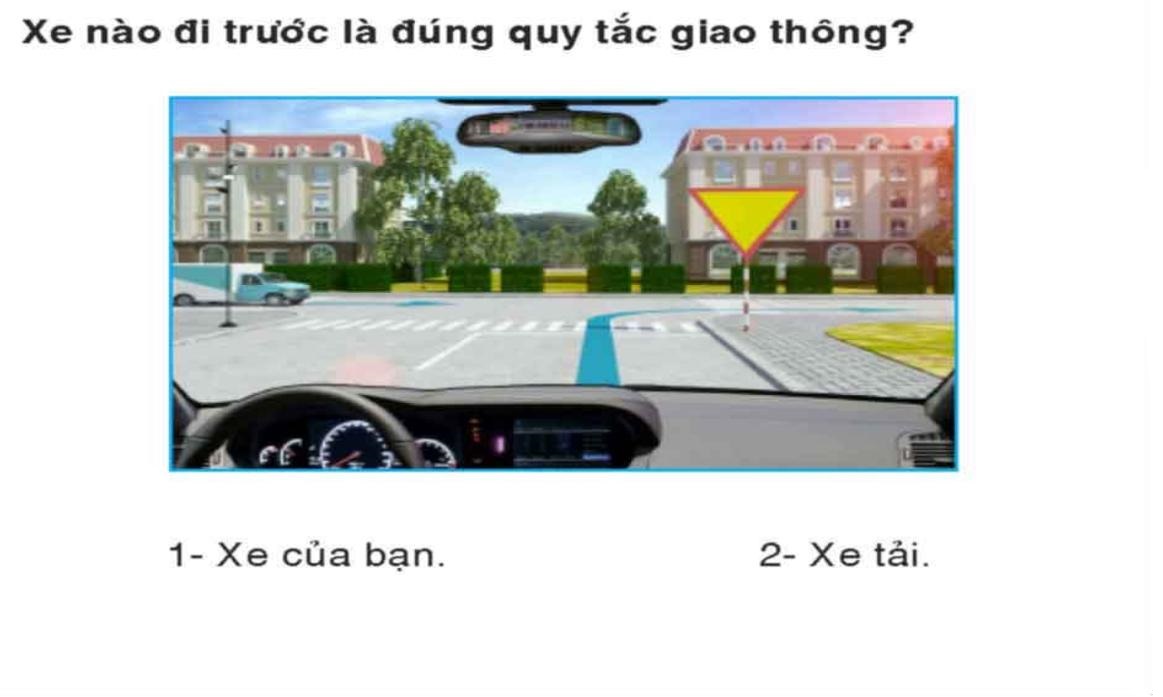 Xe nào đi trước là đúng quy tắc giao thông?
1- Xe của bạn.
2- Xe tải.